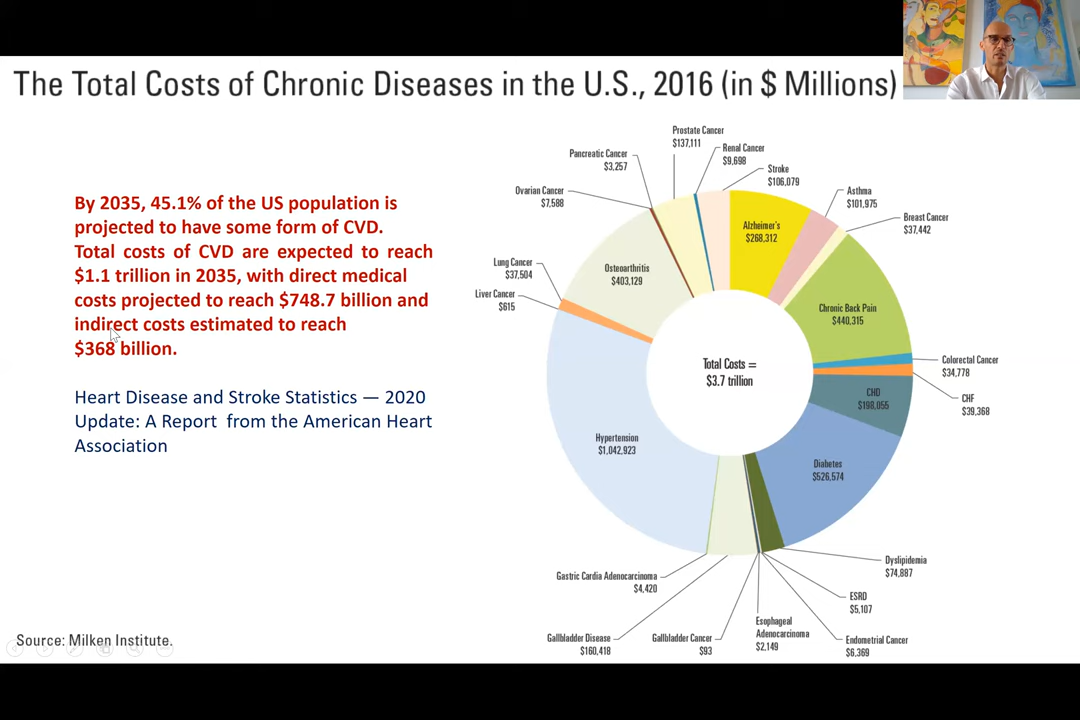 The Total Costs of Chronic Diseases in the U.S., 2016 (in $ Millions)
By 2035, 45.1% of the US population is
projected to have some form of CVD.
Total costs of CVD are expected to reach
$1.1 trillion in 2035, with direct medical
costs projected to reach $748.7 billion and
indirect costs estimated to reach
$368 billion.
Heart Disease and Stroke Statistics — 2020
Update: A Report from the American Heart
Association
Prostate Cancer
$137,111
Renal Cancer
$9,698
Stroke
$106,079
Pancreatic Cancer
$3,257
Ovarian Cancer
$7,588
Asthma
$101,975
Breast Cancer
$37,442
Alzheimer's
$268,312
Lung Cancer
$37,504
Osteoarthritis
$403,129
Liver Cancer
$615
Chronic Back Pain
$440,315
Total Costs =
$3.7 trillion
Colorectal Cancer
$34,778
CHF
$39,368
CHD
$198,055
Hypertension
$1,042,923
Diabetes
$526,574
Dyslipidemia
$74,887
Gastric Cardia Adenocarcinoma
$4,420
ESRD
$5,107
Gallbladder Disease
$160,418
Gallbladder Cancer
$93
Esophageal
Adenocarcinoma
$2,149
Endometrial Cancer
$6,369
Source: Milken Institute.